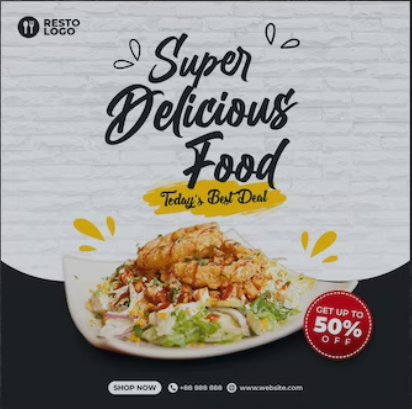 RESTO
LOGO
Super
Delicious
Food
Today's Best Deal
GET UP TO
50%
OFF
SHOP NOW
+88 888 888
www.website.com